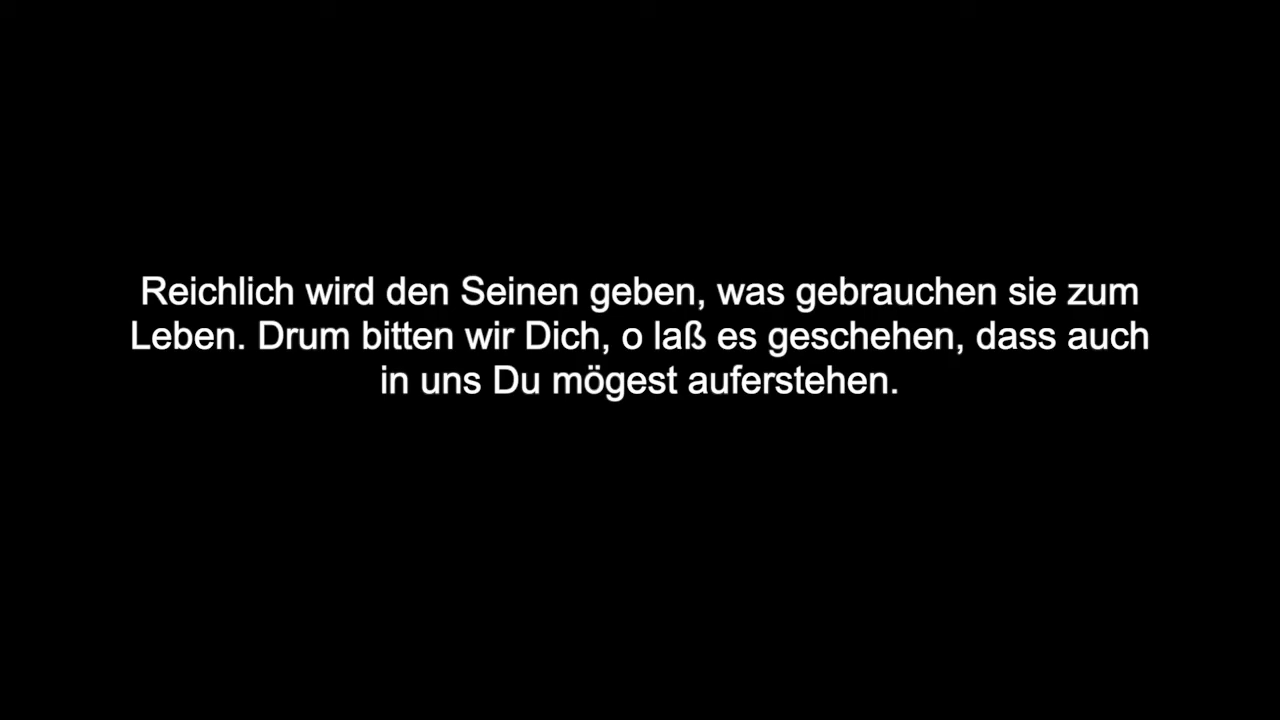 Reichlich wird den Seinen geben, was gebrauchen sie zum
Leben. Drum bitten wir Dich, o laß es geschehen, dass auch
in uns Du mögest auferstehen.